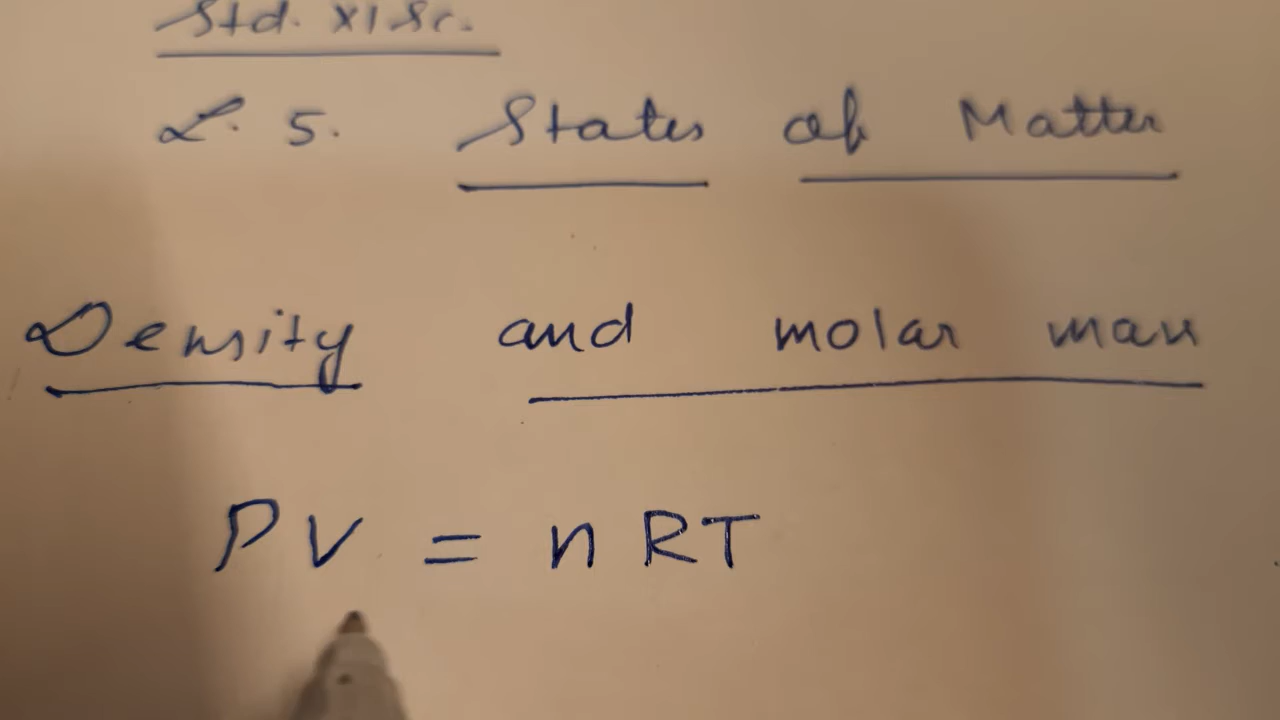 Std. XI Sc.
L. 5. States of Matter
Density and molar mass
PV = nRT